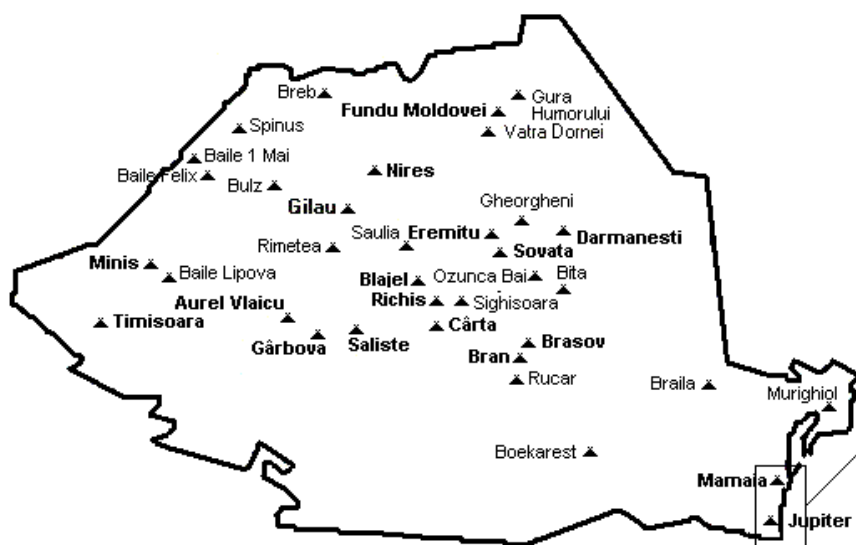 Breb
Gura
Humorului
Fundu Moldovei
Spinus
Vatra Dornei
Baile 1 Mai
Baile Felix
Nires
Bulz
Gilau
Gheorgheni
Saulia
Eremitu
Darmanesti
Rimetea
Sovata
Minis
Baile Lipova
Blajel
Ozunca Bai
Bita
Aurel Vlaicu
Richis
Sighisoara
Timisoara
Gârbova
Saliste
Cârta
Brasov
Bran
Rucar
Braila
Murighiol
Boekarest
Mamaia
Jupiter